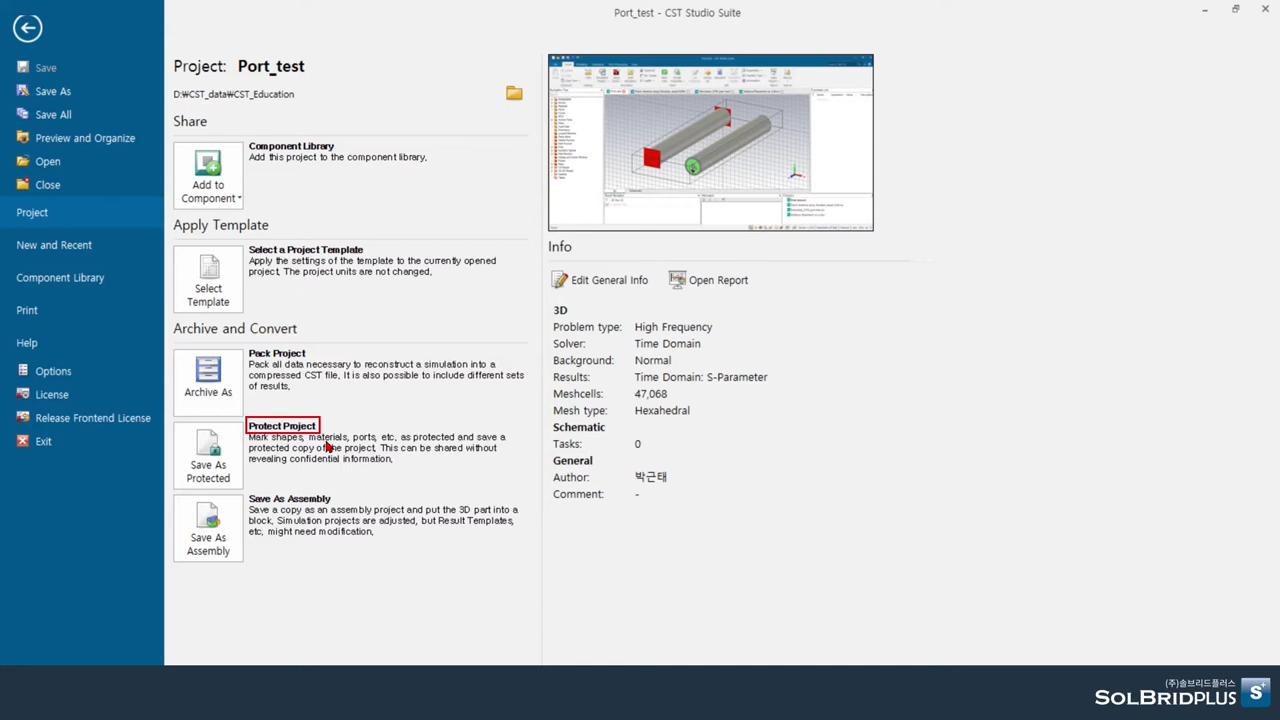 Port_test - CST Studio Suite
Save
Save As
Save All
Preview and Organize
Open
Close
Project
New and Recent
Component Library
Print
Help
Options
License
Release Frontend License
Exit
Project: Port_test
D:\CST_data\CST_Education
Share
Add to
Component
Component Library
Add this project to the component library.
Apply Template
Select
Template
Select a Project Template
Apply the settings of the template to the currently opened
project. The project units are not changed.
Archive and Convert
Archive As
Pack Project
Pack all data necessary to reconstruct a simulation into a
compressed CST file. It is also possible to include different sets
of results.
Save As
Protected
Protect Project
Mark shapes, materials, ports, etc. as protected and save a
protected copy of the project. This can be shared without
revealing confidential information.
Save As
Assembly
Save As Assembly
Save a copy as an assembly project and put the 3D part into a
block. Simulation projects are adjusted, but Result Templates,
etc. might need modification.
Info
Edit General Info
Open Report
3D
Problem type: High Frequency
Solver: Time Domain
Background: Normal
Results: Time Domain: S-Parameter
Meshcells: 47,068
Mesh type: Hexahedral
Schematic
Tasks: 0
General
Author: 박근태
Comment: -
(주)솔브리드플러스
SOLBRIDPLUS
S+